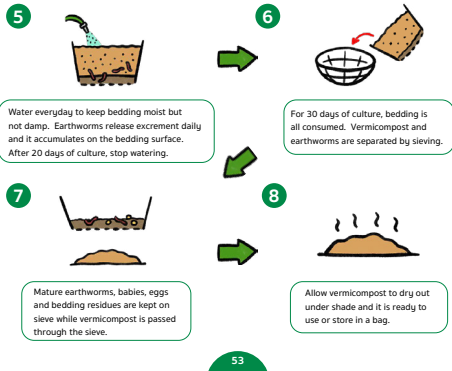 5
6
Water everyday to keep bedding moist but
not damp. Earthworms release excrement daily
and it accumulates on the bedding surface.
After 20 days of culture, stop watering.
For 30 days of culture, bedding is
all consumed. Vermicompost and
earthworms are separated by sieving.
7
8
Mature earthworms, babies, eggs
and bedding residues are kept on
sieve while vermicompost is passed
through the sieve.
Allow vermicompost to dry out
under shade and it is ready to
use or store in a bag.
53